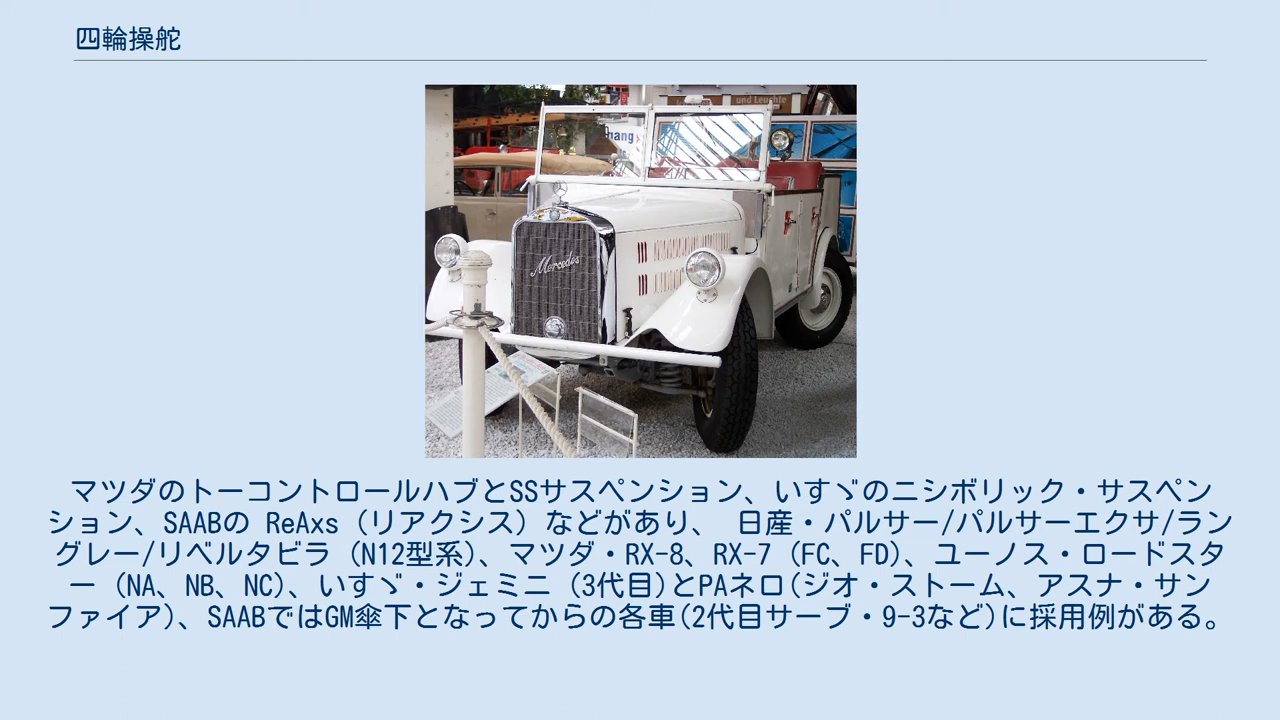 四輪操舵
und Leuchte
hang
Mercedes
マツダのトーコントロールハブとSSサスペンション、いすゞのニシボリック・サスペン
ション、SAABの ReAxs（リアクシス）などがあり、 日産・パルサー/パルサーエクサ/ラン
グレー/リベルタビラ（N12型系）、マツダ・RX-8、RX-7（FC、FD）、ユーノス・ロードスタ
ー（NA、NB、NC）、いすゞ・ジェミニ（3代目)とPAネロ(ジオ・ストーム、アスナ・サン
ファイア)、SAABではGM傘下となってからの各車(2代目サーブ・9-3など)に採用例がある。